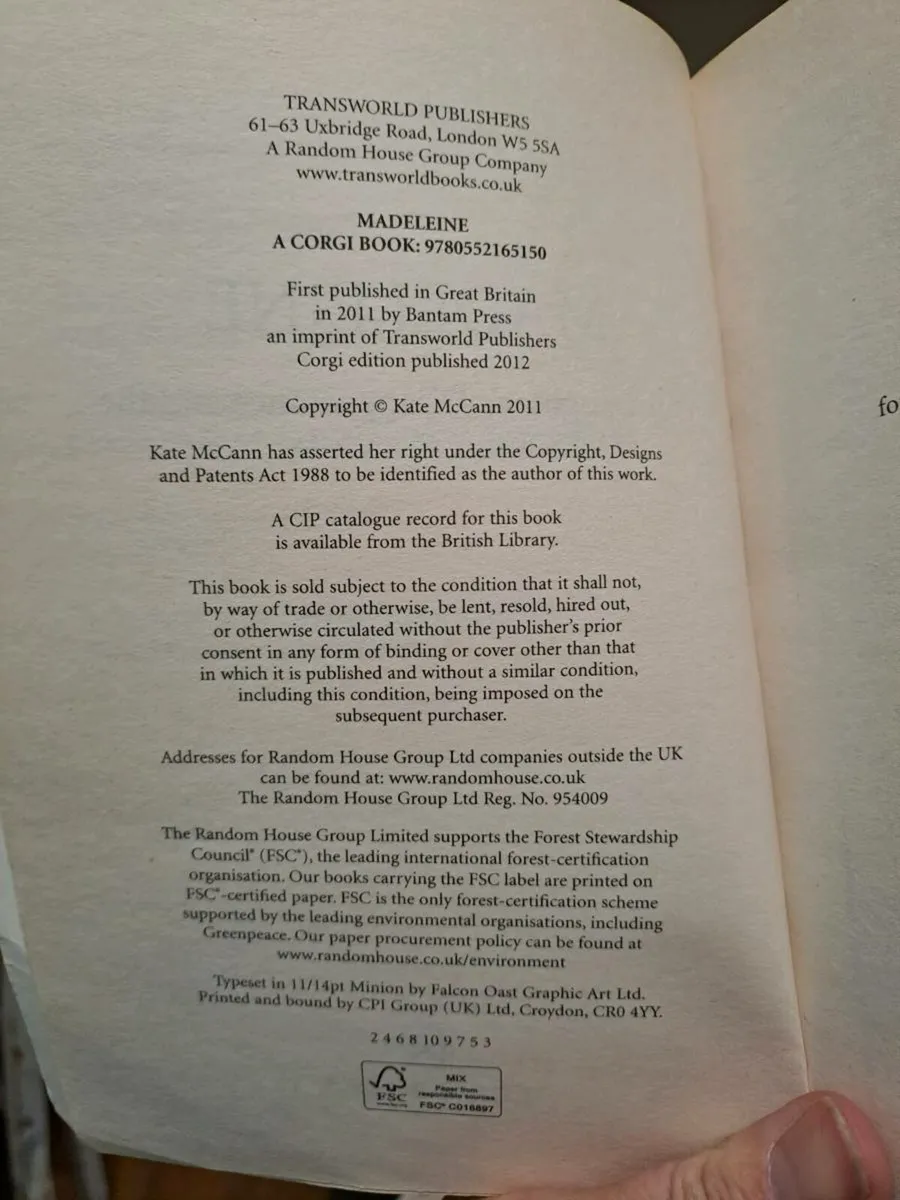 TRANSWORLD PUBLISHERS
61–63 Uxbridge Road, London W5 5SA
A Random House Group Company
www.transworldbooks.co.uk
MADELEINE
A CORGI BOOK: 9780552165150
First published in Great Britain
in 2011 by Bantam Press
an imprint of Transworld Publishers
Corgi edition published 2012
Copyright © Kate McCann 2011
Kate McCann has asserted her right under the Copyright, Designs
and Patents Act 1988 to be identified as the author of this work.
A CIP catalogue record for this book
is available from the British Library.
This book is sold subject to the condition that it shall not,
by way of trade or otherwise, be lent, resold, hired out,
or otherwise circulated without the publisher's prior
consent in any form of binding or cover other than that
in which it is published and without a similar condition,
including this condition, being imposed on the
subsequent purchaser.
Addresses for Random House Group Ltd companies outside the UK
can be found at: www.randomhouse.co.uk
The Random House Group Ltd Reg. No. 954009
The Random House Group Limited supports the Forest Stewardship
Council® (FSC®), the leading international forest-certification
organisation. Our books carrying the FSC label are printed on
FSC®-certified paper. FSC is the only forest-certification scheme
supported by the leading environmental organisations, including
Greenpeace. Our paper procurement policy can be found at
www.randomhouse.co.uk/environment
Typeset in 11/14pt Minion by Falcon Oast Graphic Art Ltd.
Printed and bound by CPI Group (UK) Ltd, Croydon, CR0 4YY.
2 4 6 8 10 9 7 5 3
FSC
www.fsc.org
MIX
Paper from
responsible sources
FSC® C016897
fo